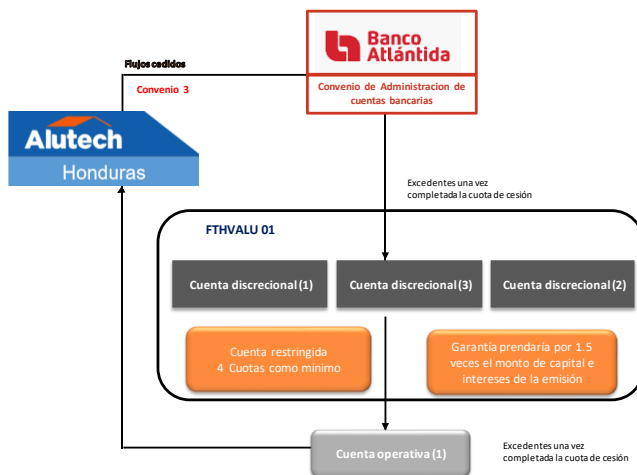 Banco
Atlántida
Flujos cedidos
Convenio 3
Convenio de Administracion de
cuentas bancarias
Alutech
Honduras
Excedentes una vez
completada la cuota de cesión
FTHVALU 01
Cuenta discrecional (1)
Cuenta discrecional (3)
Cuenta discrecional (2)
Cuenta restringida
4 Cuotas como mínimo
Garantía prendaría por 1.5
veces el monto de capital e
intereses de la emisión
Cuenta operativa (1)
Excedentes una vez
completada la cuota de cesión